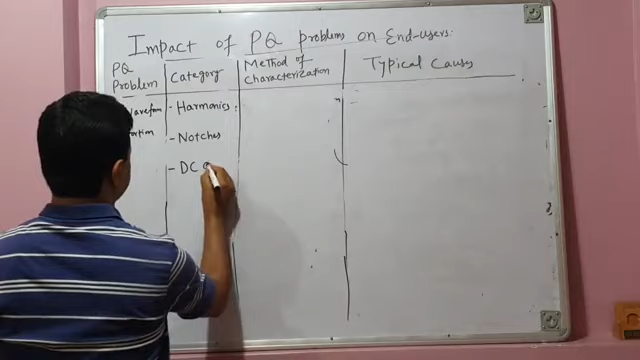 Impact of PQ problems on End-users:
PQ Problem
Category
Method of Characterization
Typical Causes
- Harmonics
- Notches
- DC